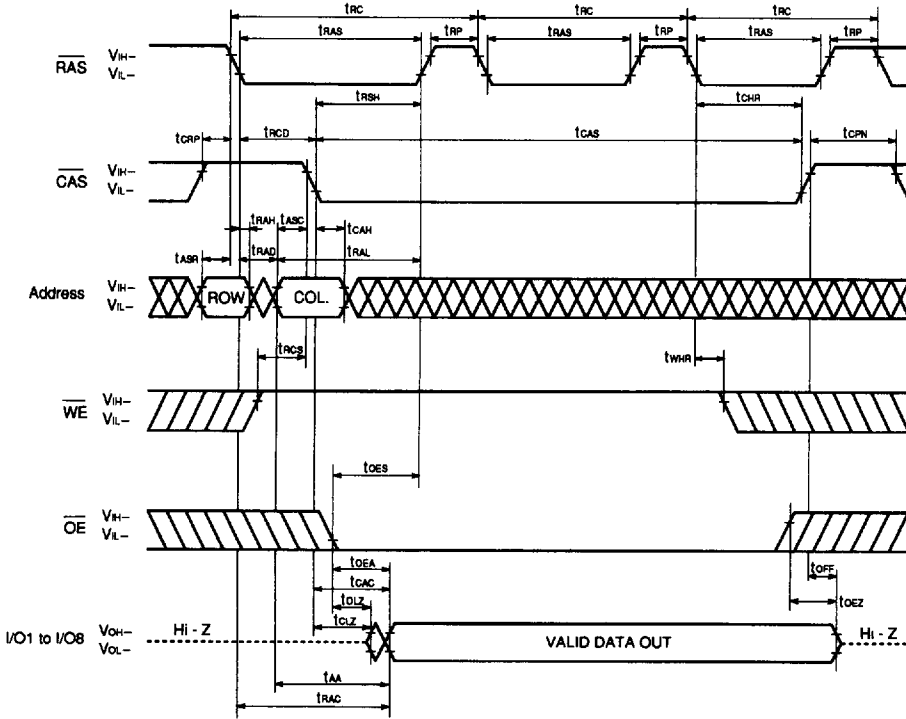 tRC tRC tRC
tRAS tRP tRAS tRP tRAS tRP
RAS VIH– VIL–
tRSH tCHR
tCRP tRCD tCAS tCPN
CAS VIH– VIL–
tRAH tASC tCAH
tASR tRAD tRAL
Address VIH– VIL– ROW COL.
tRCS tWHR
WE VIH– VIL–
tOES
OE VIH– VIL–
tOEA tOFF
tCAC
tOLZ tOEZ
tCLZ
I/O1 to I/O8 VOH– VOL– Hi - Z VALID DATA OUT Hi - Z
tAA
tRAC